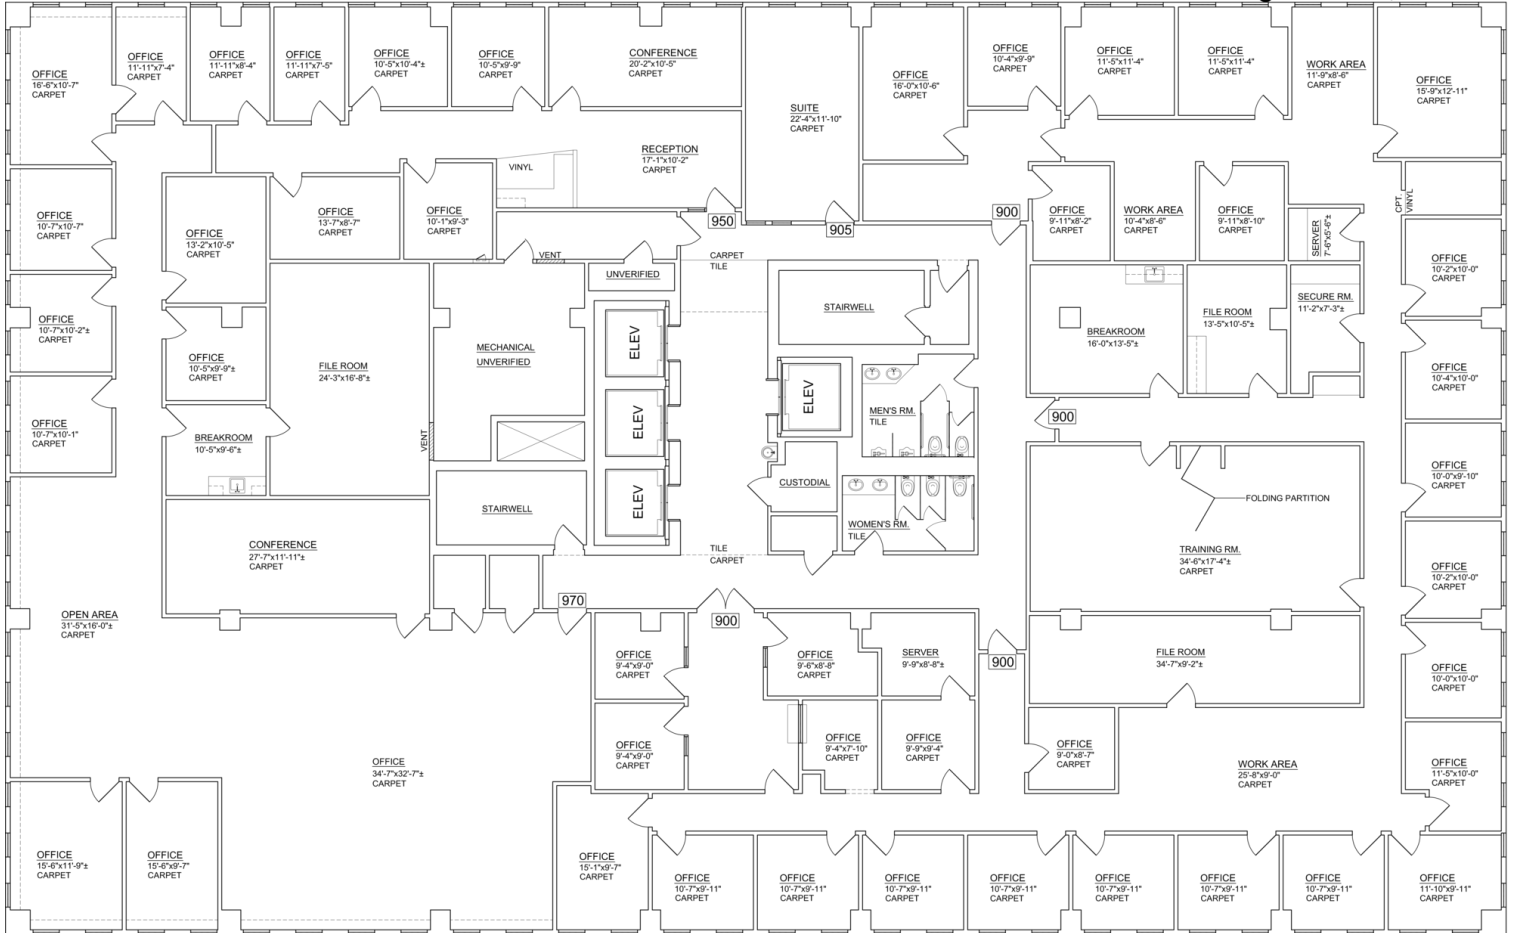 OFFICE
16'-6"x10'-7"
CARPET
OFFICE
11'-11"x7'-4"
CARPET
OFFICE
11'-11"x8'-4"
CARPET
OFFICE
11'-11"x7'-5"
CARPET
OFFICE
10'-5"x10'-4"±
CARPET
OFFICE
10'-5"x9'-9"
CARPET
CONFERENCE
20'-2"x10'-5"
CARPET
SUITE
22'-4"x11'-10"
CARPET
OFFICE
16'-0"x10'-6"
CARPET
OFFICE
10'-4"x9'-9"
CARPET
OFFICE
11'-5"x11'-4"
CARPET
OFFICE
11'-5"x11'-4"
CARPET
WORK AREA
11'-9"x8'-6"
CARPET
OFFICE
15'-9"x12'-11"
CARPET
RECEPTION
17'-1"x10'-2"
CARPET
VINYL
OFFICE
10'-7"x10'-7"
CARPET
OFFICE
13'-2"x10'-5"
CARPET
OFFICE
13'-7"x8'-7"
CARPET
OFFICE
10'-1"x9'-3"
CARPET
950
905
900
OFFICE
9'-11"x8'-2"
CARPET
WORK AREA
10'-4"x8'-6"
CARPET
OFFICE
9'-11"x8'-10"
CARPET
SERVER
7'-6"x5'-6"±
CPT.
VINYL
VENT
CARPET
TILE
UNVERIFIED
OFFICE
10'-2"x10'-0"
CARPET
OFFICE
10'-7"x10'-2"±
CARPET
OFFICE
10'-5"x9'-9"±
CARPET
FILE ROOM
24'-3"x16'-8"±
MECHANICAL
UNVERIFIED
ELEV
STAIRWELL
BREAKROOM
16'-0"x13'-5"±
FILE ROOM
13'-5"x10'-5"±
SECURE RM.
11'-2"x7'-3"±
OFFICE
10'-4"x10'-0"
CARPET
OFFICE
10'-7"x10'-1"
CARPET
BREAKROOM
10'-5"x9'-6"±
VENT
ELEV
ELEV
MEN'S RM.
TILE
900
OFFICE
10'-0"x9'-10"
CARPET
STAIRWELL
ELEV
CUSTODIAL
WOMEN'S RM.
TILE
FOLDING PARTITION
TRAINING RM.
34'-6"x17'-4"±
CARPET
CONFERENCE
27'-7"x11'-11"±
CARPET
TILE
CARPET
OFFICE
10'-2"x10'-0"
CARPET
OPEN AREA
31'-5"x16'-0"±
CARPET
970
900
OFFICE
9'-4"x9'-0"
CARPET
OFFICE
9'-6"x8'-8"
CARPET
SERVER
9'-9"x8'-8"±
900
FILE ROOM
34'-7"x9'-2"±
OFFICE
10'-0"x10'-0"
CARPET
OFFICE
34'-7"x32'-7"±
CARPET
OFFICE
9'-4"x9'-0"
CARPET
OFFICE
9'-4"x7'-10"
CARPET
OFFICE
9'-9"x9'-4"
CARPET
OFFICE
9'-0"x8'-7"
CARPET
WORK AREA
25'-8"x9'-0"
CARPET
OFFICE
11'-5"x10'-0"
CARPET
OFFICE
15'-6"x11'-9"±
CARPET
OFFICE
15'-6"x9'-7"
CARPET
OFFICE
15'-1"x9'-7"
CARPET
OFFICE
10'-7"x9'-11"
CARPET
OFFICE
10'-7"x9'-11"
CARPET
OFFICE
10'-7"x9'-11"
CARPET
OFFICE
10'-7"x9'-11"
CARPET
OFFICE
10'-7"x9'-11"
CARPET
OFFICE
10'-7"x9'-11"
CARPET
OFFICE
10'-7"x9'-11"
CARPET
OFFICE
11'-10"x9'-11"
CARPET